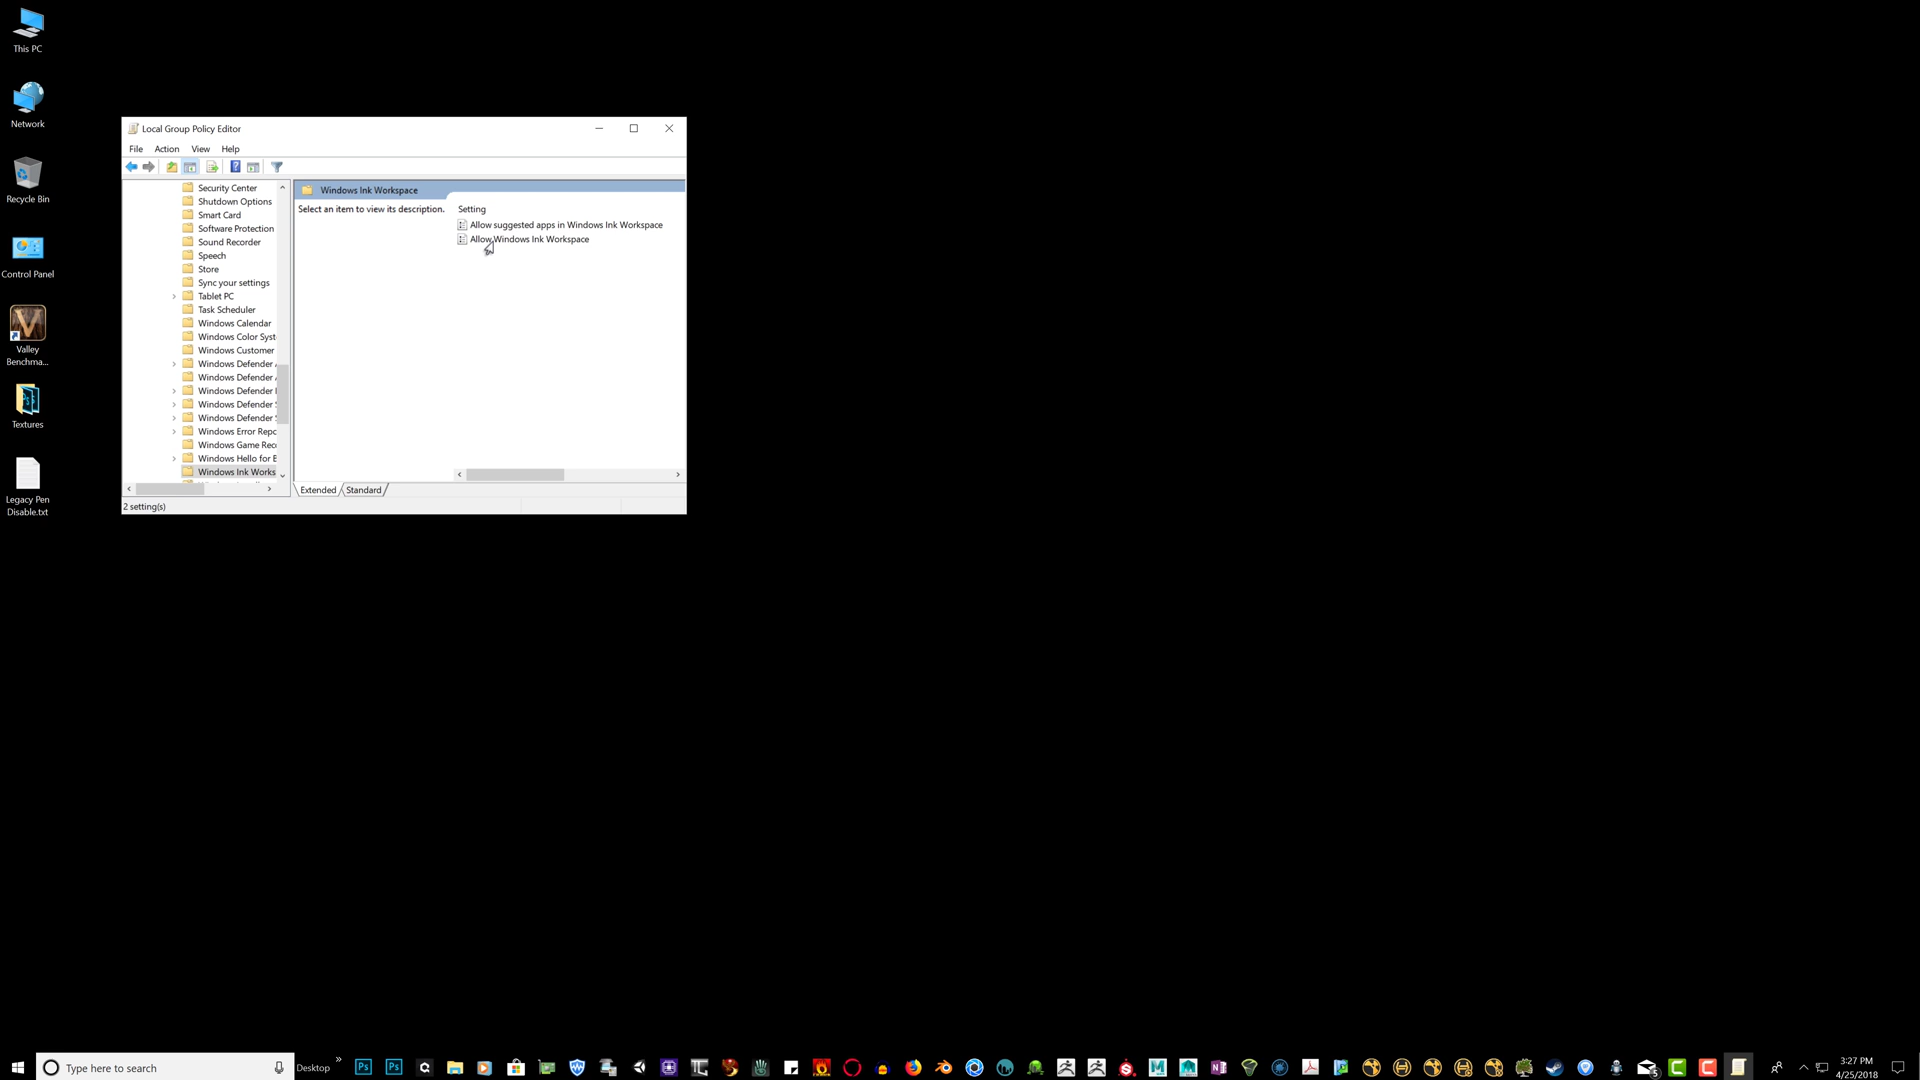 This PC
Network
Recycle Bin
Control Panel
Valley
Benchma...
Textures
Legacy Pen
Disable.txt
Local Group Policy Editor
File Action View Help
Security Center
Shutdown Options
Smart Card
Software Protection
Sound Recorder
Speech
Store
Sync your settings
Tablet PC
Task Scheduler
Windows Calendar
Windows Color Syst
Windows Customer
Windows Defender
Windows Defender
Windows Defender
Windows Defender
Windows Defender
Windows Error Repo
Windows Game Rec
Windows Hello for B
Windows Ink Works
Windows Ink Workspace
Select an item to view its description.
Setting
Allow suggested apps in Windows Ink Workspace
Allow Windows Ink Workspace
Extended Standard
2 setting(s)
Type here to search
Desktop
3:27 PM
4/25/2018